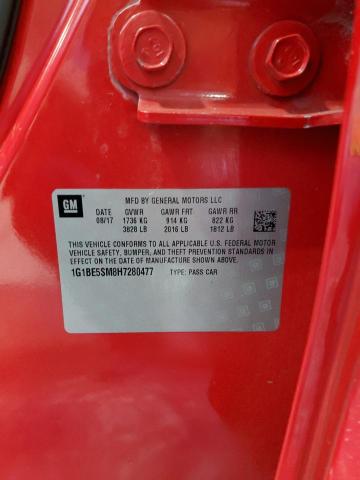 GM
MFD BY GENERAL MOTORS LLC
DATE GVWR GAWR FRT GAWR RR
08/17 1736 KG 914 KG 822 KG
3828 LB 2016 LB 1812 LB
THIS VEHICLE CONFORMS TO ALL APPLICABLE U.S. FEDERAL MOTOR
VEHICLE SAFETY, BUMPER, AND THEFT PREVENTION STANDARDS IN
EFFECT ON THE DATE OF MANUFACTURE SHOWN ABOVE.
1G1BE5SM8H7280477 TYPE: PASS CAR